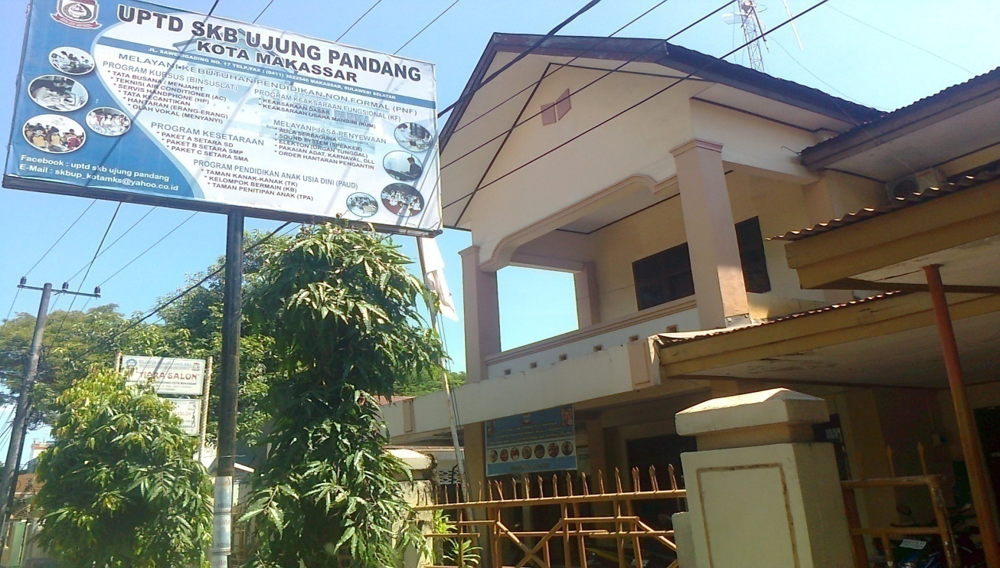 UPTD SKB UJUNG PANDANG
KOTA MAKASSAR
JL. SAWERIGADING NO. 17 TELP./FAX : (0411) 3622540 MAKASSAR, SULAWESI SELATAN
MELAYANI KEBUTUHAN PENDIDIKAN NON FORMAL (PNF)
PROGRAM KURSUS (BINSUSLAT)
* TATA BUSANA / MENJAHIT
* TEKNISI AIR CONDITIONER (AC)
* SERVIS HANDPHONE (HP)
* TATA KECANTIKAN
* HANTARAN (ERANG-ERANG)
* OLAH VOKAL (MENYANYI)
PROGRAM KEAKSARAAN FUNGSIONAL (KF)
* KEAKSARAAN DASAR
* KEAKSARAAN USAHA MANDIRI (KUM)
PROGRAM KESETARAAN
* PAKET A SETARA SD
* PAKET B SETARA SMP
* PAKET C SETARA SMA
MELAYANI JASA PENYEWAAN
* AULA SERBAGUNA
* SOUND SYSTEM (SPEAKER)
* ELEKTON (ORGAN TUNGGAL)
* PAKAIAN ADAT, KARNAVAL, DLL
* ORDER HANTARAN PENGANTIN
PROGRAM PENDIDIKAN ANAK USIA DINI (PAUD)
* TAMAN KANAK-KANAK (TK)
* KELOMPOK BERMAIN (KB)
* TAMAN PENITIPAN ANAK (TPA)
Facebook : uptd skb ujung pandang
E-Mail : skbup_kotamks@yahoo.co.id
"TIARA SALON"
KOTA MAKASSAR